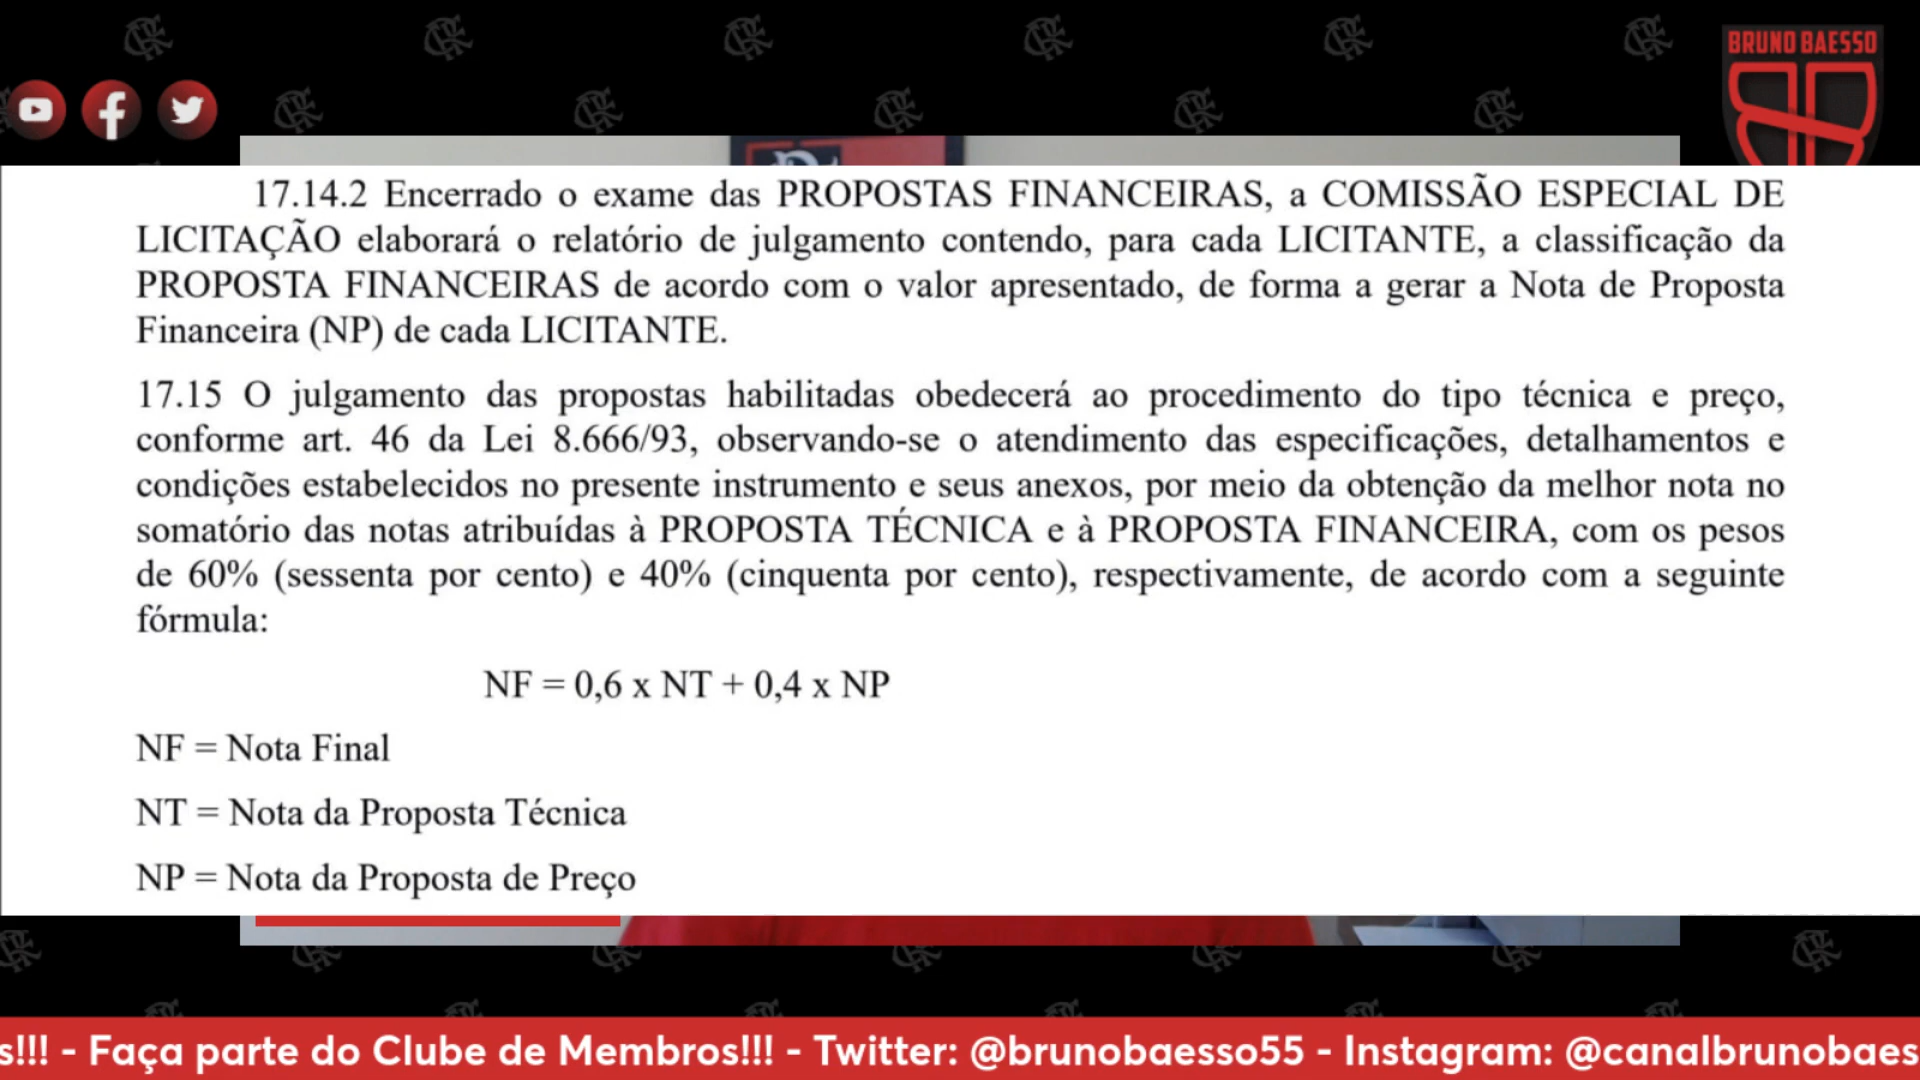 BRUNO BAESSO
17.14.2 Encerrado o exame das PROPOSTAS FINANCEIRAS, a COMISSÃO ESPECIAL DE
LICITAÇÃO elaborará o relatório de julgamento contendo, para cada LICITANTE, a classificação da
PROPOSTA FINANCEIRAS de acordo com o valor apresentado, de forma a gerar a Nota de Proposta
Financeira (NP) de cada LICITANTE.
17.15 O julgamento das propostas habilitadas obedecerá ao procedimento do tipo técnica e preço,
conforme art. 46 da Lei 8.666/93, observando-se o atendimento das especificações, detalhamentos e
condições estabelecidos no presente instrumento e seus anexos, por meio da obtenção da melhor nota no
somatório das notas atribuídas à PROPOSTA TÉCNICA e à PROPOSTA FINANCEIRA, com os pesos
de 60% (sessenta por cento) e 40% (cinquenta por cento), respectivamente, de acordo com a seguinte
fórmula:
NF = 0,6 x NT + 0,4 x NP
NF = Nota Final
NT = Nota da Proposta Técnica
NP = Nota da Proposta de Preço
s!!! - Faça parte do Clube de Membros!!! - Twitter: @brunobaesso55 - Instagram: @canalbrunobaes